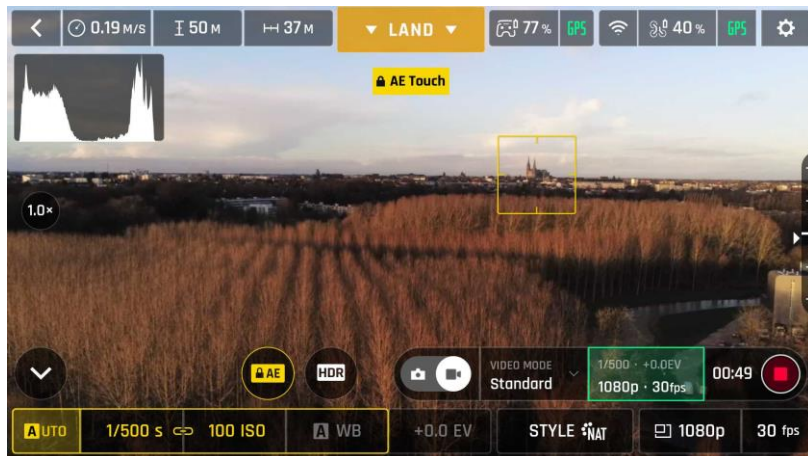 0.19 M/S 50 M 37 M LAND 77 % GPS 40 % GPS
AE Touch
1.0×
AE HDR VIDEO MODE 1/500 · +0.0EV 00:49
Standard 1080p · 30fps
AUTO 1/500 s 100 ISO A WB +0.0 EV STYLE NAT 1080p 30 fps